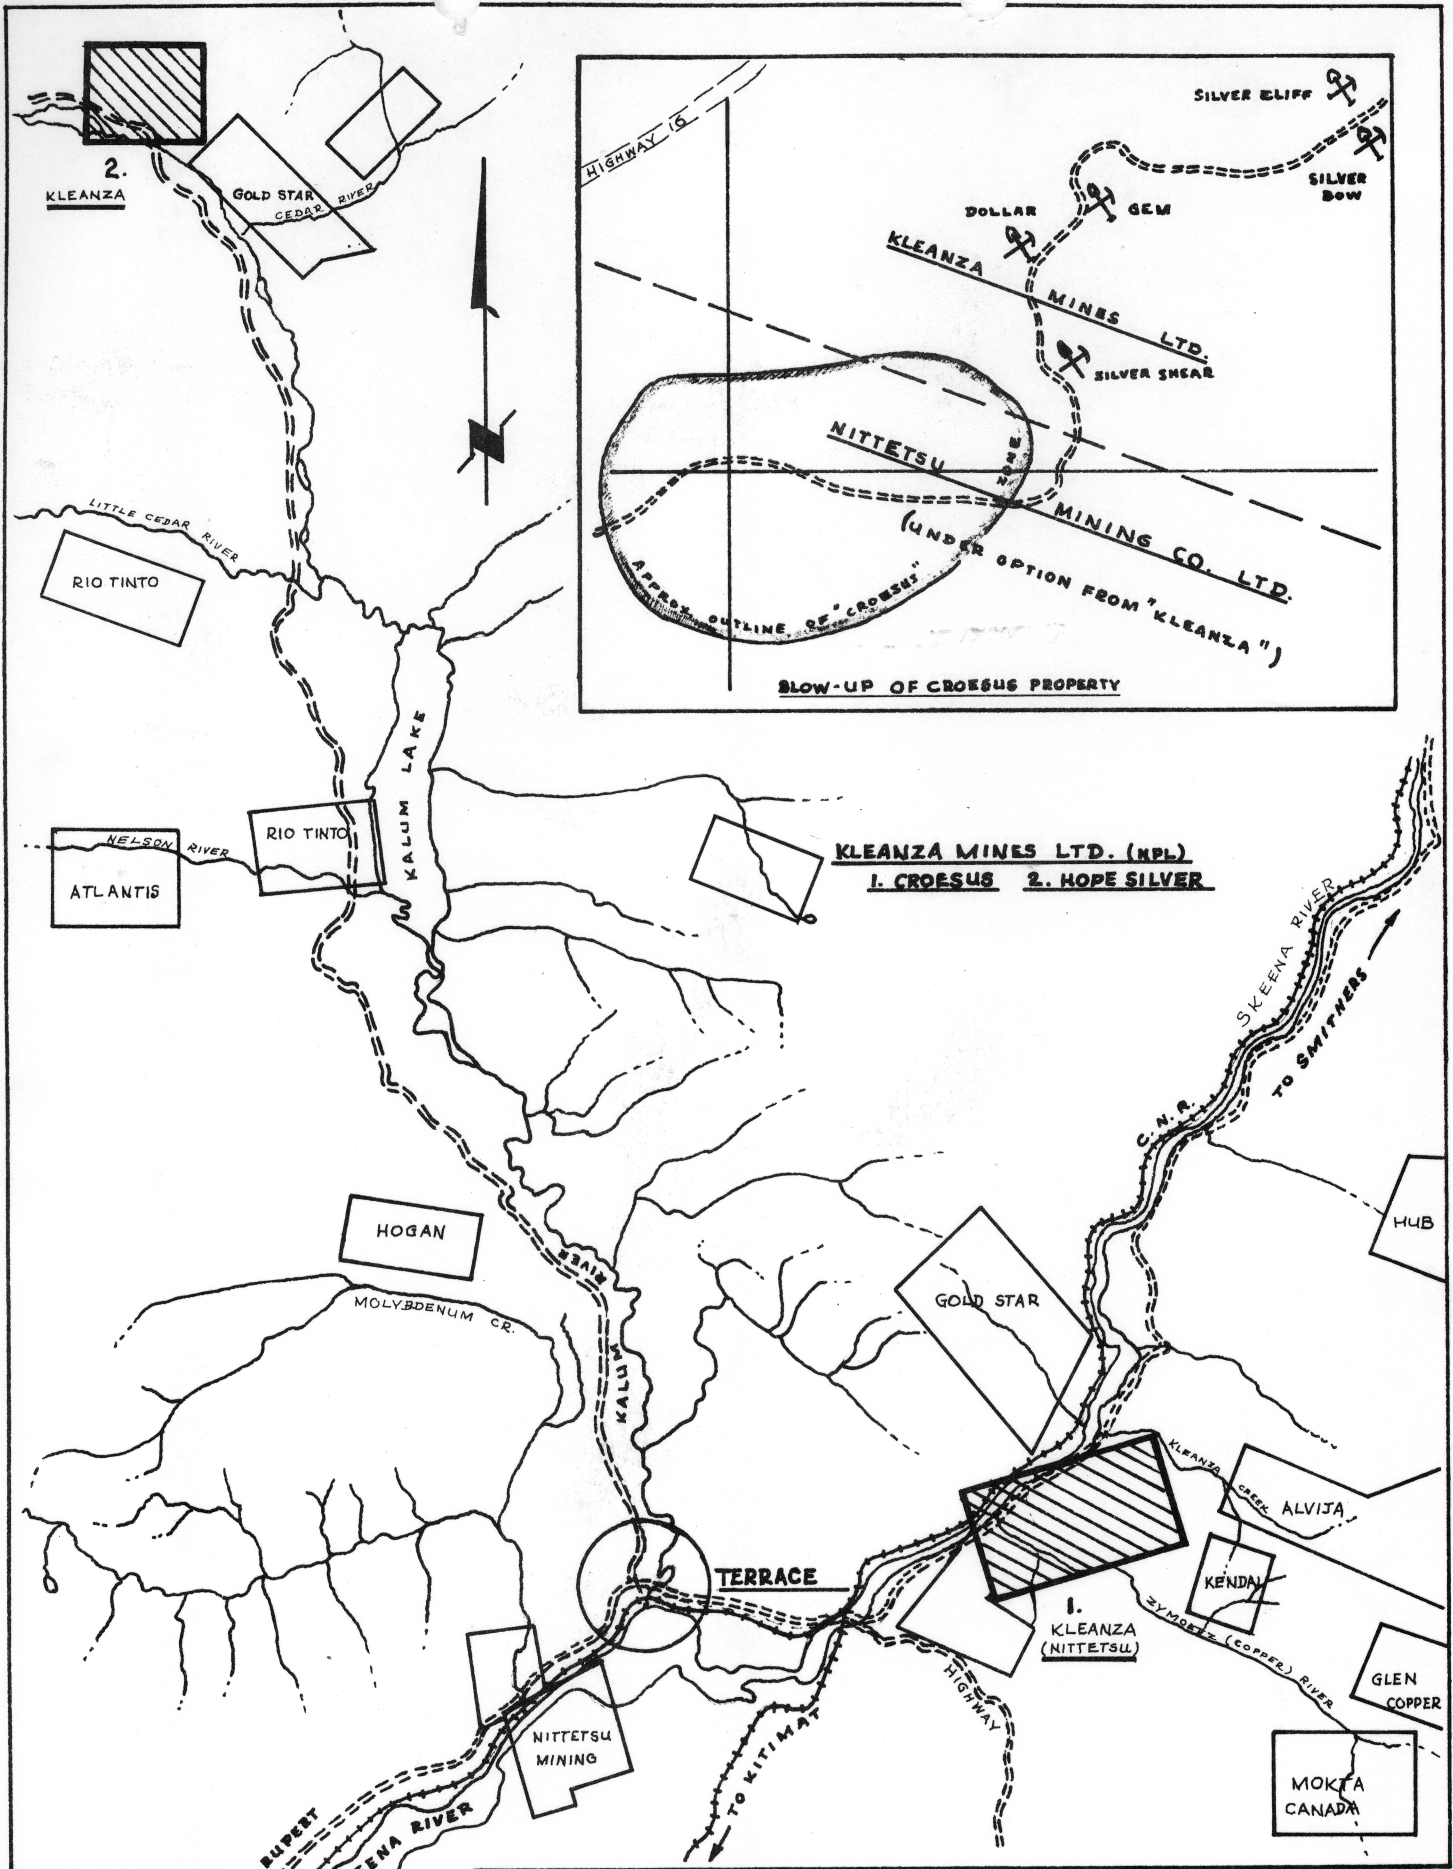 2.
KLEANZA
GOLD STAR
CEDAR RIVER
HIGHWAY 16
SILVER CLIFF
SILVER
BOW
DOLLAR
GEM
KLEANZA MINES LTD.
SILVER SHEAR
NITTETSU MINING CO. LTD.
(UNDER OPTION FROM "KLEANZA")
APPROX OUTLINE OF "CROESUS" ZONE
BLOW-UP OF CROESUS PROPERTY
LITTLE CEDAR RIVER
RIO TINTO
KALUM LAKE
RIO TINTO
NELSON RIVER
ATLANTIS
KLEANZA MINES LTD. (NPL)
1. CROESUS 2. HOPE SILVER
SKEENA RIVER
TO SMITHERS
C.N.R.
HUB
HOGAN
MOLYBDENUM CR.
KALUM RIVER
GOLD STAR
KLEANZA CREEK
ALVIJA
KENDAL
TERRACE
1.
KLEANZA
(NITTETSU)
ZYMOETZ (COPPER) RIVER
GLEN
COPPER
HIGHWAY
NITTETSU
MINING
TO KITIMAT
MOKTA
CANADA
RUPERT
EENA RIVER